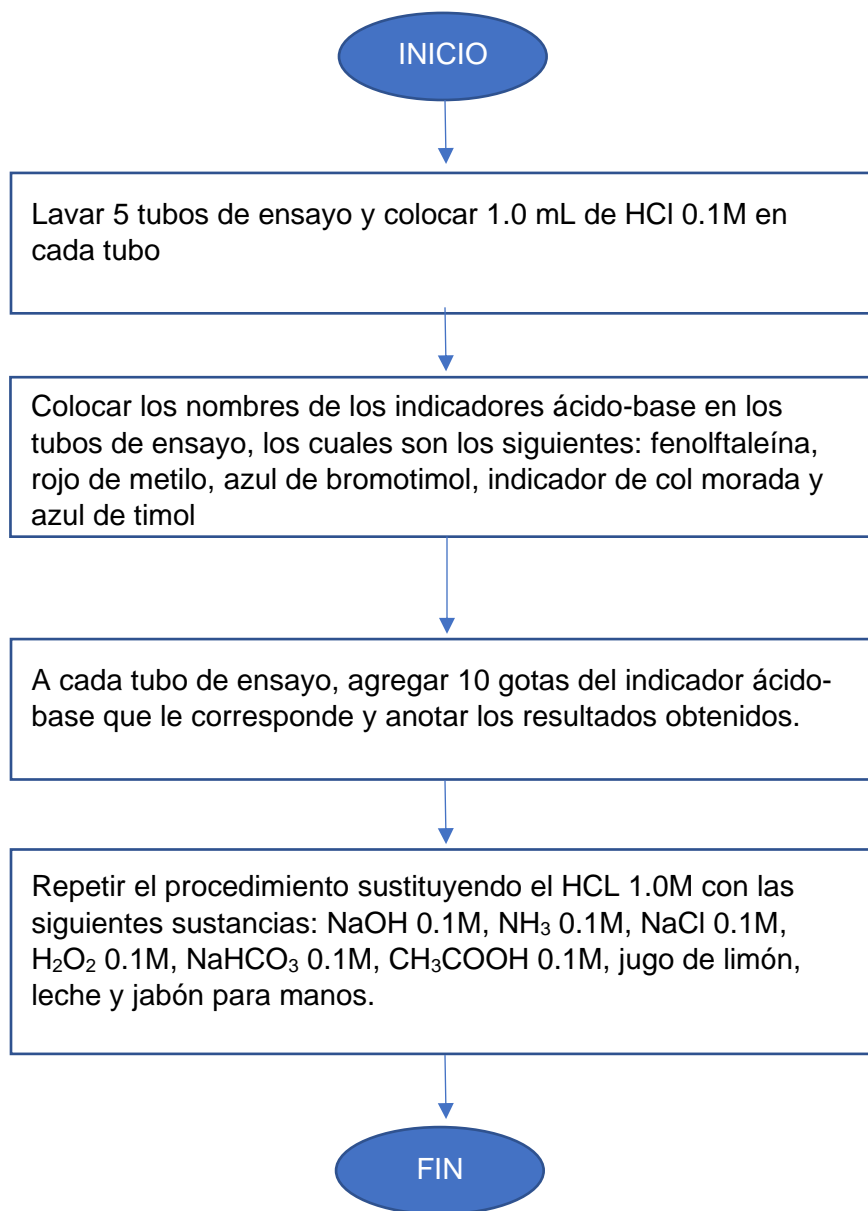 INICIO
Lavar 5 tubos de ensayo y colocar 1.0 mL de HCl 0.1M en
cada tubo
Colocar los nombres de los indicadores ácido-base en los
tubos de ensayo, los cuales son los siguientes: fenolftaleína,
rojo de metilo, azul de bromotimol, indicador de col morada y
azul de timol
A cada tubo de ensayo, agregar 10 gotas del indicador ácido-
base que le corresponde y anotar los resultados obtenidos.
Repetir el procedimiento sustituyendo el HCL 1.0M con las
siguientes sustancias: NaOH 0.1M, NH₃ 0.1M, NaCl 0.1M,
H₂O₂ 0.1M, NaHCO₃ 0.1M, CH₃COOH 0.1M, jugo de limón,
leche y jabón para manos.
FIN